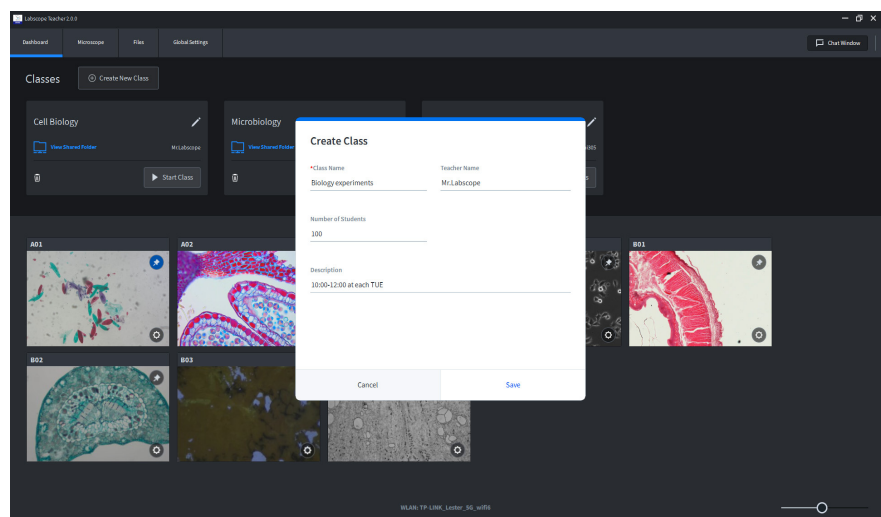 Labscope Teacher 2.0.0
Dashboard Microscope Files Global Settings Chat Window
Classes Create New Class
Cell Biology Microbiology
View Shared Folder Mr.Labscope View Shared Folder
Start Class
Create Class
*Class Name Teacher Name
Biology experiments Mr.Labscope
Number of Students
100
Description
10:00-12:00 at each TUE
Cancel Save
A01 A02 B01
B02 B03
WLAN: TP-LINK_Lester_5G_wifi6